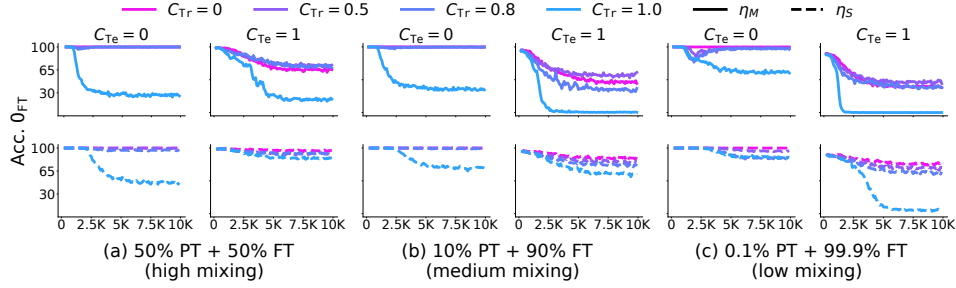 C_Tr = 0 C_Tr = 0.5 C_Tr = 0.8 C_Tr = 1.0 η_M η_S
C_Te = 0 C_Te = 1 C_Te = 0 C_Te = 1 C_Te = 0 C_Te = 1
Acc. 0_FT
100
65
30
100
65
30
0 2.5K 5K 7.5K 10K 0 2.5K 5K 7.5K 10K 0 2.5K 5K 7.5K 10K 0 2.5K 5K 7.5K 10K 0 2.5K 5K 7.5K 10K 0 2.5K 5K 7.5K 10K
(a) 50% PT + 50% FT (b) 10% PT + 90% FT (c) 0.1% PT + 99.9% FT
(high mixing) (medium mixing) (low mixing)